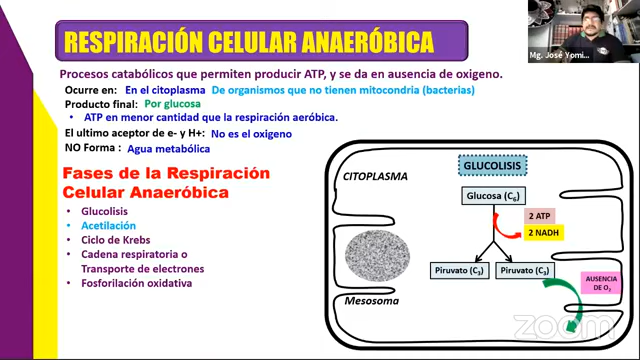 RESPIRACIÓN CELULAR ANAERÓBICA
Mg. José Yomi...
Procesos catabólicos que permiten producir ATP, y se da en ausencia de oxigeno.
Ocurre en: En el citoplasma De organismos que no tienen mitocondria (bacterias)
Producto final: Por glucosa
• ATP en menor cantidad que la respiración aeróbica.
El ultimo aceptor de e- y H+: No es el oxigeno
NO Forma : Agua metabólica
Fases de la Respiración
Celular Anaeróbica
• Glucolisis
• Acetilación
• Ciclo de Krebs
• Cadena respiratoria o
Transporte de electrones
• Fosforilación oxidativa
CITOPLASMA
GLUCOLISIS
Glucosa (C6)
2 ATP
2 NADH
Piruvato (C3)
Piruvato (C3)
AUSENCIA
DE O2
Mesosoma
zoom